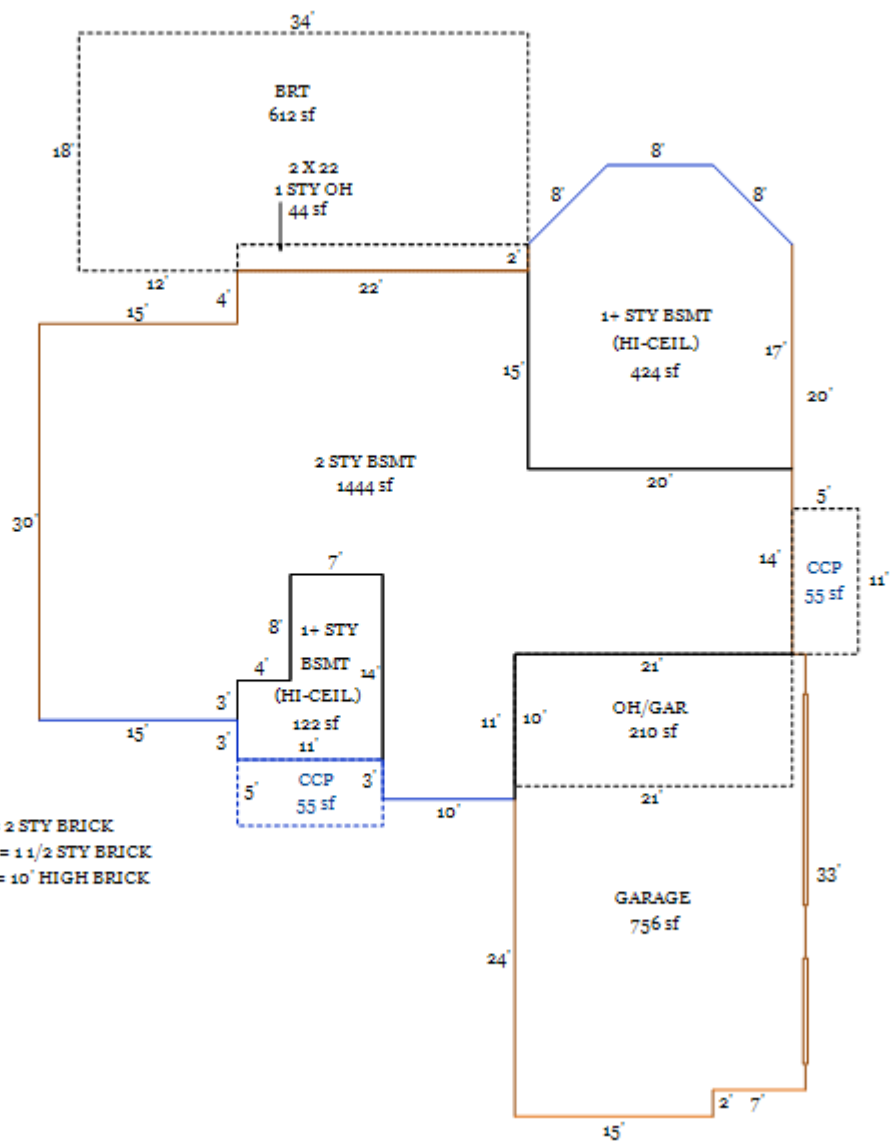 34'
BRT
612 sf
18'
2 X 22
1 STY OH
44 sf
8'
8'
8'
2'
12'
22'
4'
15'
1+ STY BSMT
(HI-CEIL.)
424 sf
15'
17'
20'
2 STY BSMT
1444 sf
20'
5'
30'
14'
CCP
55 sf
11'
7'
8'
1+ STY
BSMT
(HI-CEIL.)
122 sf
14'
4'
3'
21'
OH/GAR
210 sf
11'
10'
15'
3'
11'
CCP
55 sf
5'
3'
21'
10'
2 STY BRICK
= 1 1/2 STY BRICK
= 10' HIGH BRICK
33'
GARAGE
756 sf
24'
2'
7'
15'